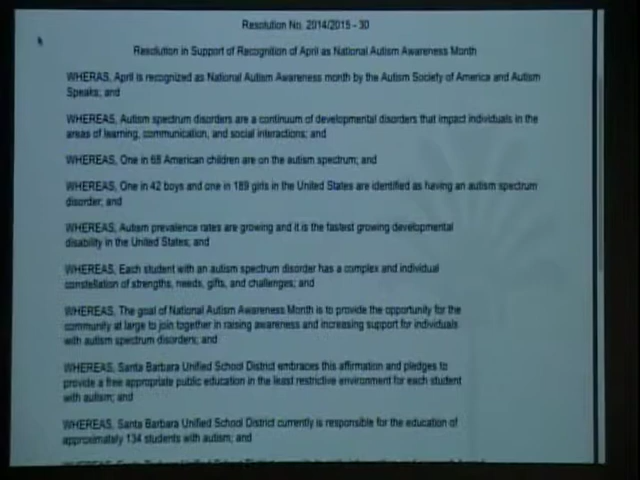 Resolution No. 2014/2015 - 30
Resolution in Support of Recognition of April as National Autism Awareness Month
WHERAS, April is recognized as National Autism Awareness month by the Autism Society of America and Autism
Speaks; and
WHEREAS, Autism spectrum disorders are a continuum of developmental disorders that impact individuals in the
areas of learning, communication, and social interactions; and
WHEREAS, One in 68 American children are on the autism spectrum; and
WHEREAS, One in 42 boys and one in 189 girls in the United States are identified as having an autism spectrum
disorder; and
WHEREAS, Autism prevalence rates are growing and it is the fastest growing developmental
disability in the United States; and
WHEREAS, Each student with an autism spectrum disorder has a complex and individual
constellation of strengths, needs, gifts, and challenges; and
WHEREAS, The goal of National Autism Awareness Month is to provide the opportunity for the
community at large to join together in raising awareness and increasing support for individuals
with autism spectrum disorders; and
WHEREAS, Santa Barbara Unified School District embraces this affirmation and pledges to
provide a free appropriate public education in the least restrictive environment for each student
with autism; and
WHEREAS, Santa Barbara Unified School District currently is responsible for the education of
approximately 134 students with autism; and